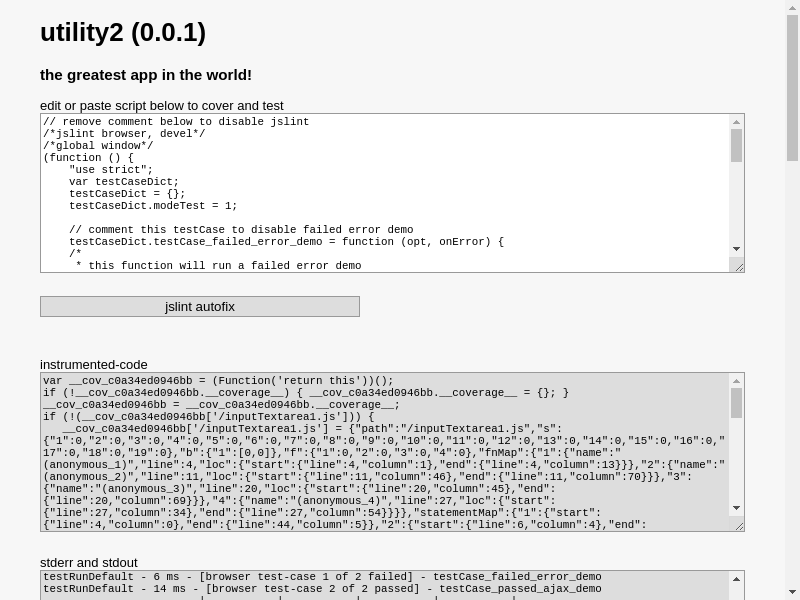 utility2 (0.0.1)
the greatest app in the world!
edit or paste script below to cover and test
// remove comment below to disable jslint
/*jslint browser, devel*/
/*global window*/
(function () {
    "use strict";
    var testCaseDict;
    testCaseDict = {};
    testCaseDict.modeTest = 1;
    // comment this testCase to disable failed error demo
    testCaseDict.testCase_failed_error_demo = function (opt, onError) {
    /*
     * this function will run a failed error demo
jslint autofix
instrumented-code
var __cov_c0a34ed0946bb = (Function('return this'))();
if (!__cov_c0a34ed0946bb.__coverage__) { __cov_c0a34ed0946bb.__coverage__ = {}; }
__cov_c0a34ed0946bb = __cov_c0a34ed0946bb.__coverage__;
if (!(__cov_c0a34ed0946bb['/inputTextarea1.js'])) {
   __cov_c0a34ed0946bb['/inputTextarea1.js'] = {"path":"/inputTextarea1.js","s":
{"1":0,"2":0,"3":0,"4":0,"5":0,"6":0,"7":0,"8":0,"9":0,"10":0,"11":0,"12":0,"13":0,"14":0,"15":0,"16":0,"
17":0,"18":0,"19":0},"b":{"1":[0,0]},"f":{"1":0,"2":0,"3":0,"4":0},"fnMap":{"1":{"name":"
(anonymous_1)","line":4,"loc":{"start":{"line":4,"column":1},"end":{"line":4,"column":13}}},"2":{"name":"
(anonymous_2)","line":11,"loc":{"start":{"line":11,"column":46},"end":{"line":11,"column":70}}},"3":
{"name":"(anonymous_3)","line":20,"loc":{"start":{"line":20,"column":45},"end":
{"line":20,"column":69}}},"4":{"name":"(anonymous_4)","line":27,"loc":{"start":
{"line":27,"column":34},"end":{"line":27,"column":54}}}},"statementMap":{"1":{"start":
{"line":4,"column":0},"end":{"line":44,"column":5}},"2":{"start":{"line":6,"column":4},"end":
stderr and stdout
testRunDefault - 6 ms - [browser test-case 1 of 2 failed] - testCase_failed_error_demo
testRunDefault - 14 ms - [browser test-case 2 of 2 passed] - testCase_passed_ajax_demo